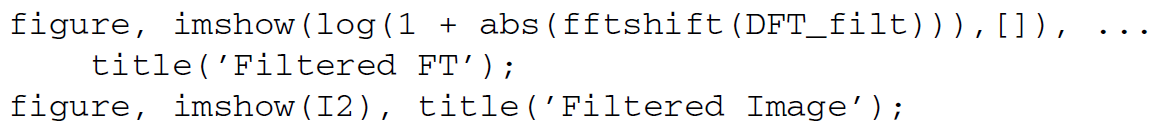 figure, imshow(log(1 + abs(fftshift(DFT_filt))),[]), ...
title(’Filtered FT’);
figure, imshow(I2), title(’Filtered Image’);